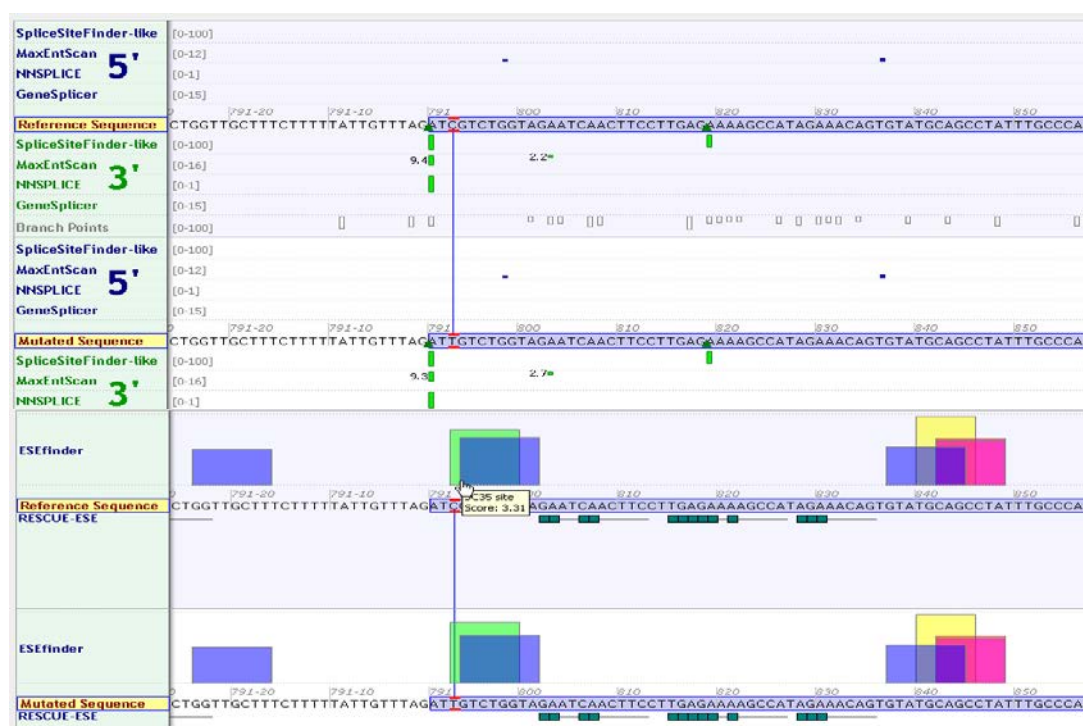 SpliceSiteFinder-like [0-100]
MaxEntScan 5' [0-12]
NNSPLICE [0-1]
GeneSplicer [0-15]
791-20 791-10 791 800 810 820 830 840 850
Reference Sequence CTGGTTGCTTTCTTTTTATTGTTTAGATCGTCTGGTAGAATCAACTTCCTTGAGAAAAGCCATAGAAACAGTGTATGCAGCCTATTTGCCCA
SpliceSiteFinder-like [0-100]
MaxEntScan 3' [0-16] 9.4 2.2
NNSPLICE [0-1]
GeneSplicer [0-15]
Branch Points [0-100]
SpliceSiteFinder-like [0-100]
MaxEntScan 5' [0-12]
NNSPLICE [0-1]
GeneSplicer [0-15]
791-20 791-10 791 800 810 820 830 840 850
Mutated Sequence CTGGTTGCTTTCTTTTTATTGTTTAGATTGTCTGGTAGAATCAACTTCCTTGAGAAAAGCCATAGAAACAGTGTATGCAGCCTATTTGCCCA
SpliceSiteFinder-like [0-100]
MaxEntScan 3' [0-16] 9.3 2.7
NNSPLICE [0-1]
ESEfinder
791-20 791-10 791 800 810 820 830 840 850
SC35 site
Reference Sequence CTGGTTGCTTTCTTTTTATTGTTTAGATC Score: 3.31 AGAATCAACTTCCTTGAGAAAAGCCATAGAAACAGTGTATGCAGCCTATTTGCCCA
RESCUE-ESE
ESEfinder
791-20 791-10 791 800 810 820 830 840 850
Mutated Sequence CTGGTTGCTTTCTTTTTATTGTTTAGATTGTCTGGTAGAATCAACTTCCTTGAGAAAAGCCATAGAAACAGTGTATGCAGCCTATTTGCCCA
RESCUE-ESE